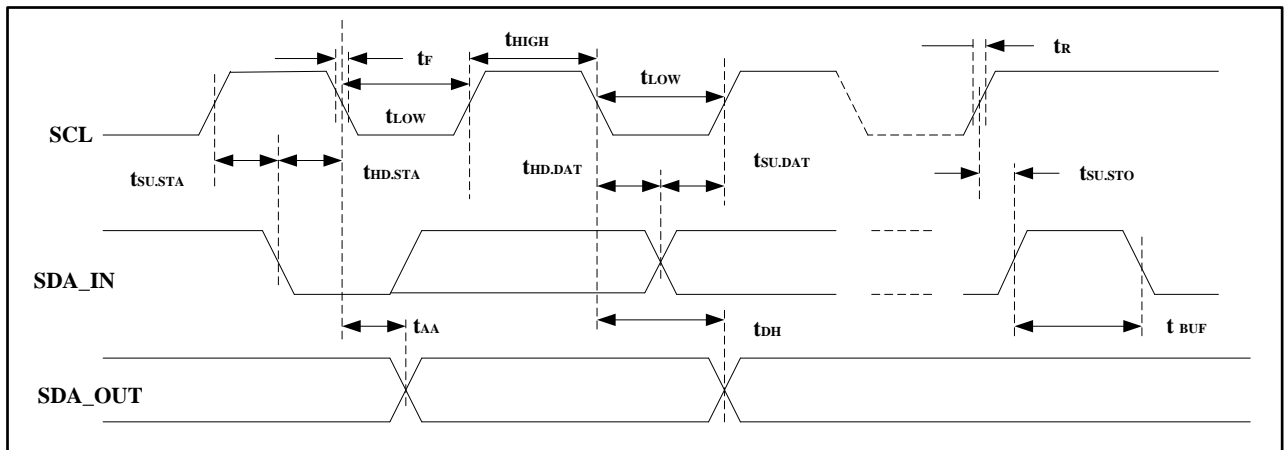 tF
tHIGH
tR
tLOW
SCL
tLOW
tSU.STA
tHD.STA
tHD.DAT
tSU.DAT
tSU.STO
SDA_IN
tAA
tDH
t BUF
SDA_OUT